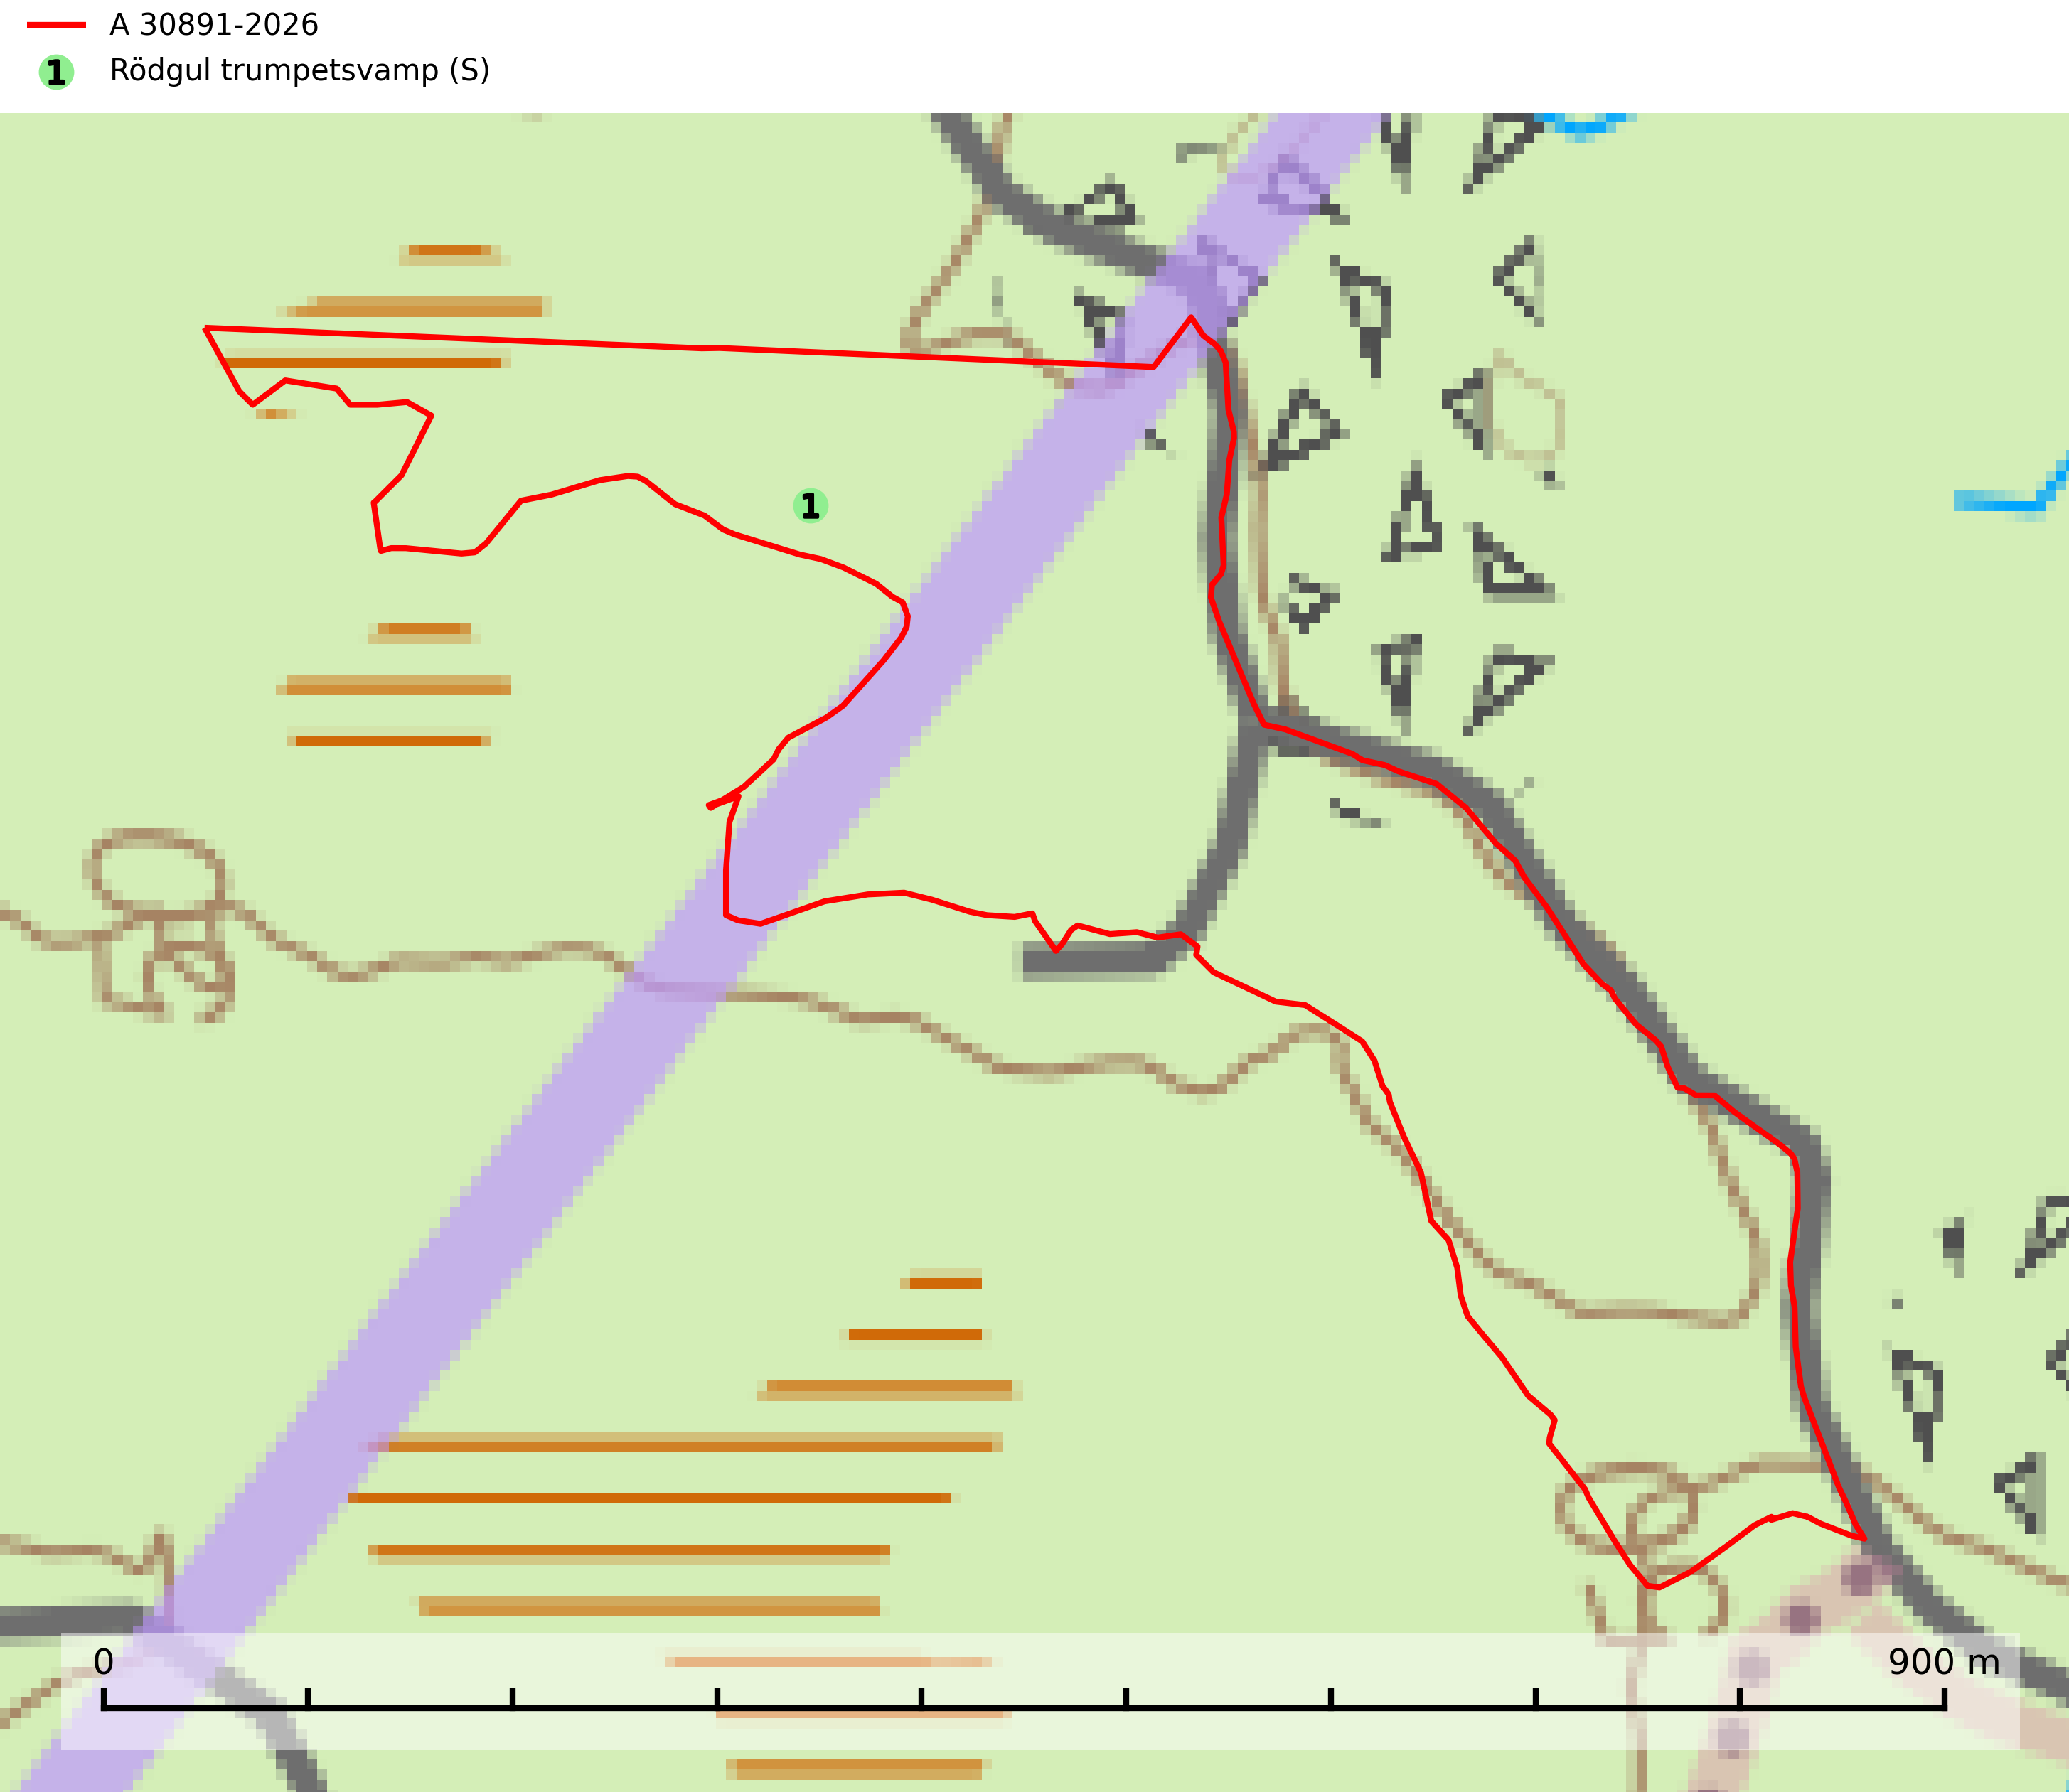 A 30891-2026
1 Rödgul trumpetsvamp (S)
1
0 900 m